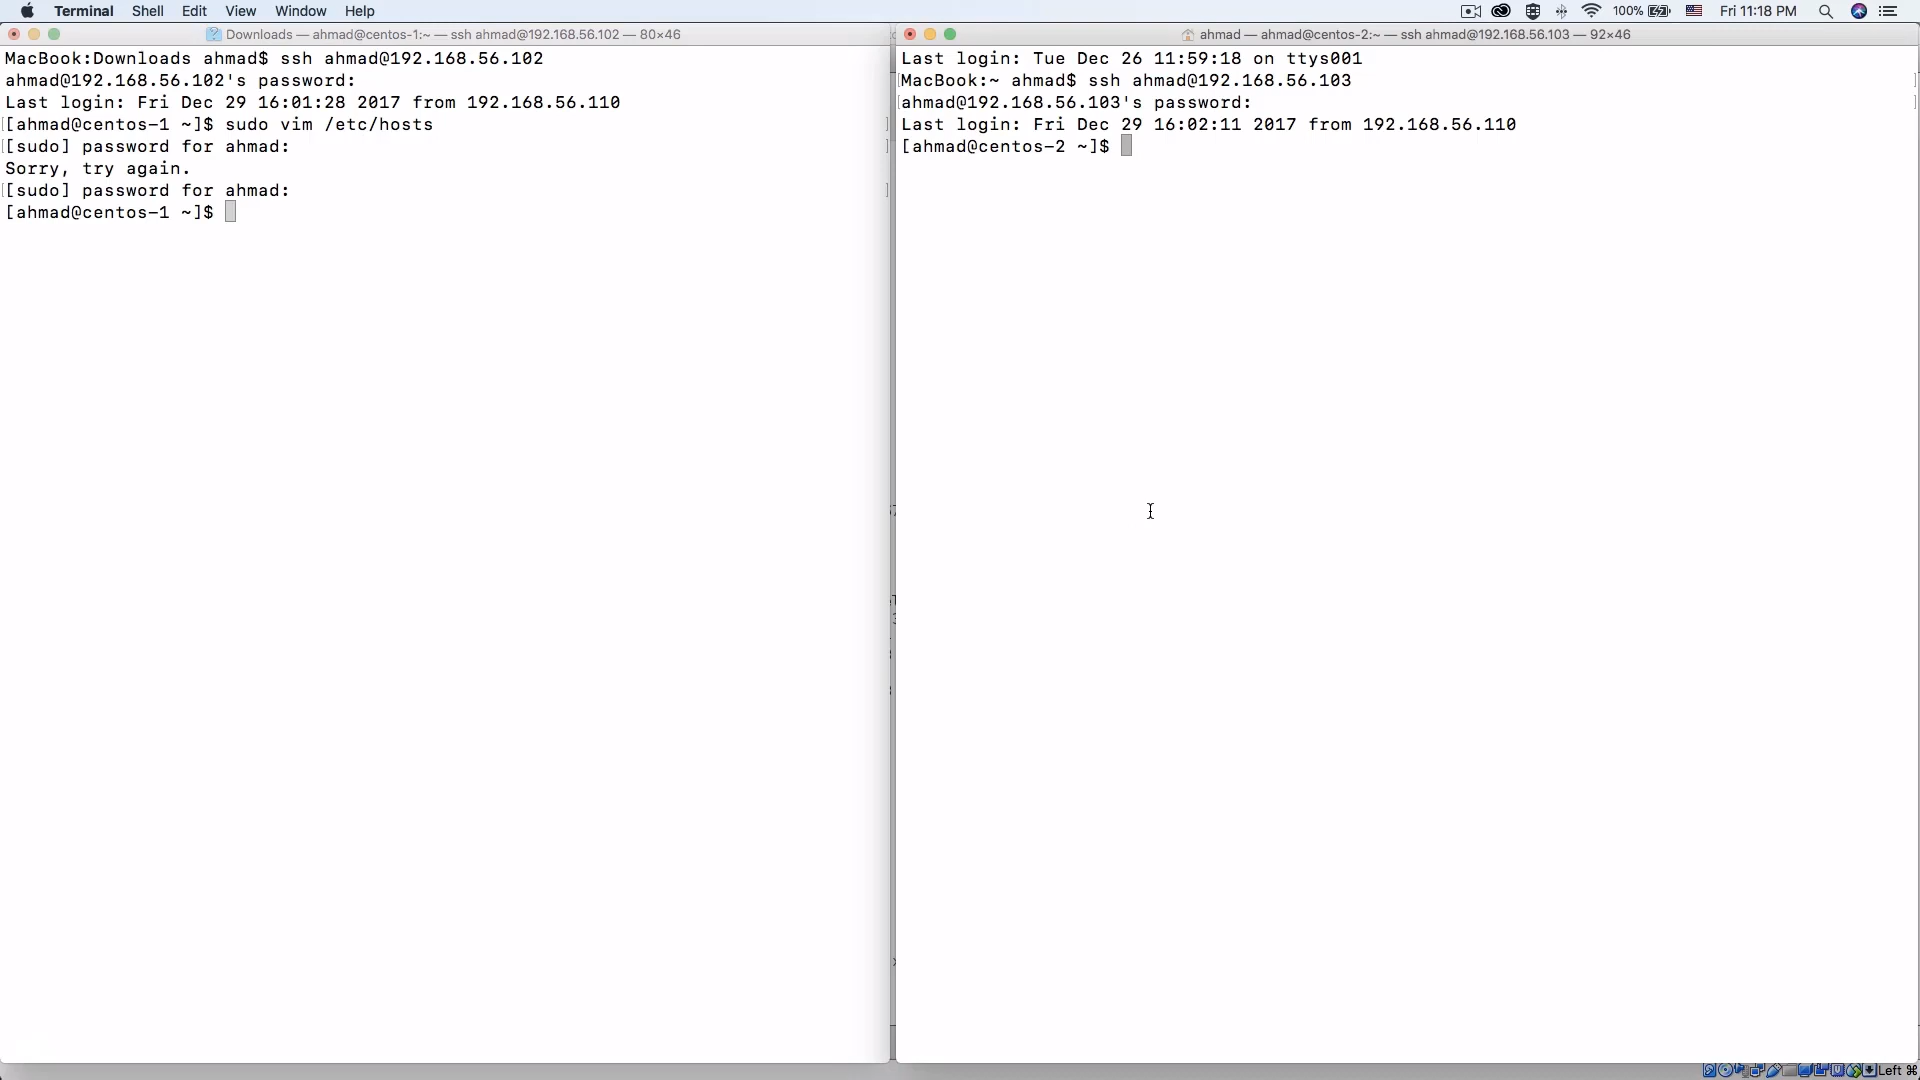 Terminal Shell Edit View Window Help
100% Fri 11:18 PM
Downloads — ahmad@centos-1:~ — ssh ahmad@192.168.56.102 — 80×46
MacBook:Downloads ahmad$ ssh ahmad@192.168.56.102
ahmad@192.168.56.102's password:
Last login: Fri Dec 29 16:01:28 2017 from 192.168.56.110
[ahmad@centos-1 ~]$ sudo vim /etc/hosts
[sudo] password for ahmad:
Sorry, try again.
[sudo] password for ahmad:
[ahmad@centos-1 ~]$
ahmad — ahmad@centos-2:~ — ssh ahmad@192.168.56.103 — 92×46
Last login: Tue Dec 26 11:59:18 on ttys001
MacBook:~ ahmad$ ssh ahmad@192.168.56.103
ahmad@192.168.56.103's password:
Last login: Fri Dec 29 16:02:11 2017 from 192.168.56.110
[ahmad@centos-2 ~]$
Left ⌘